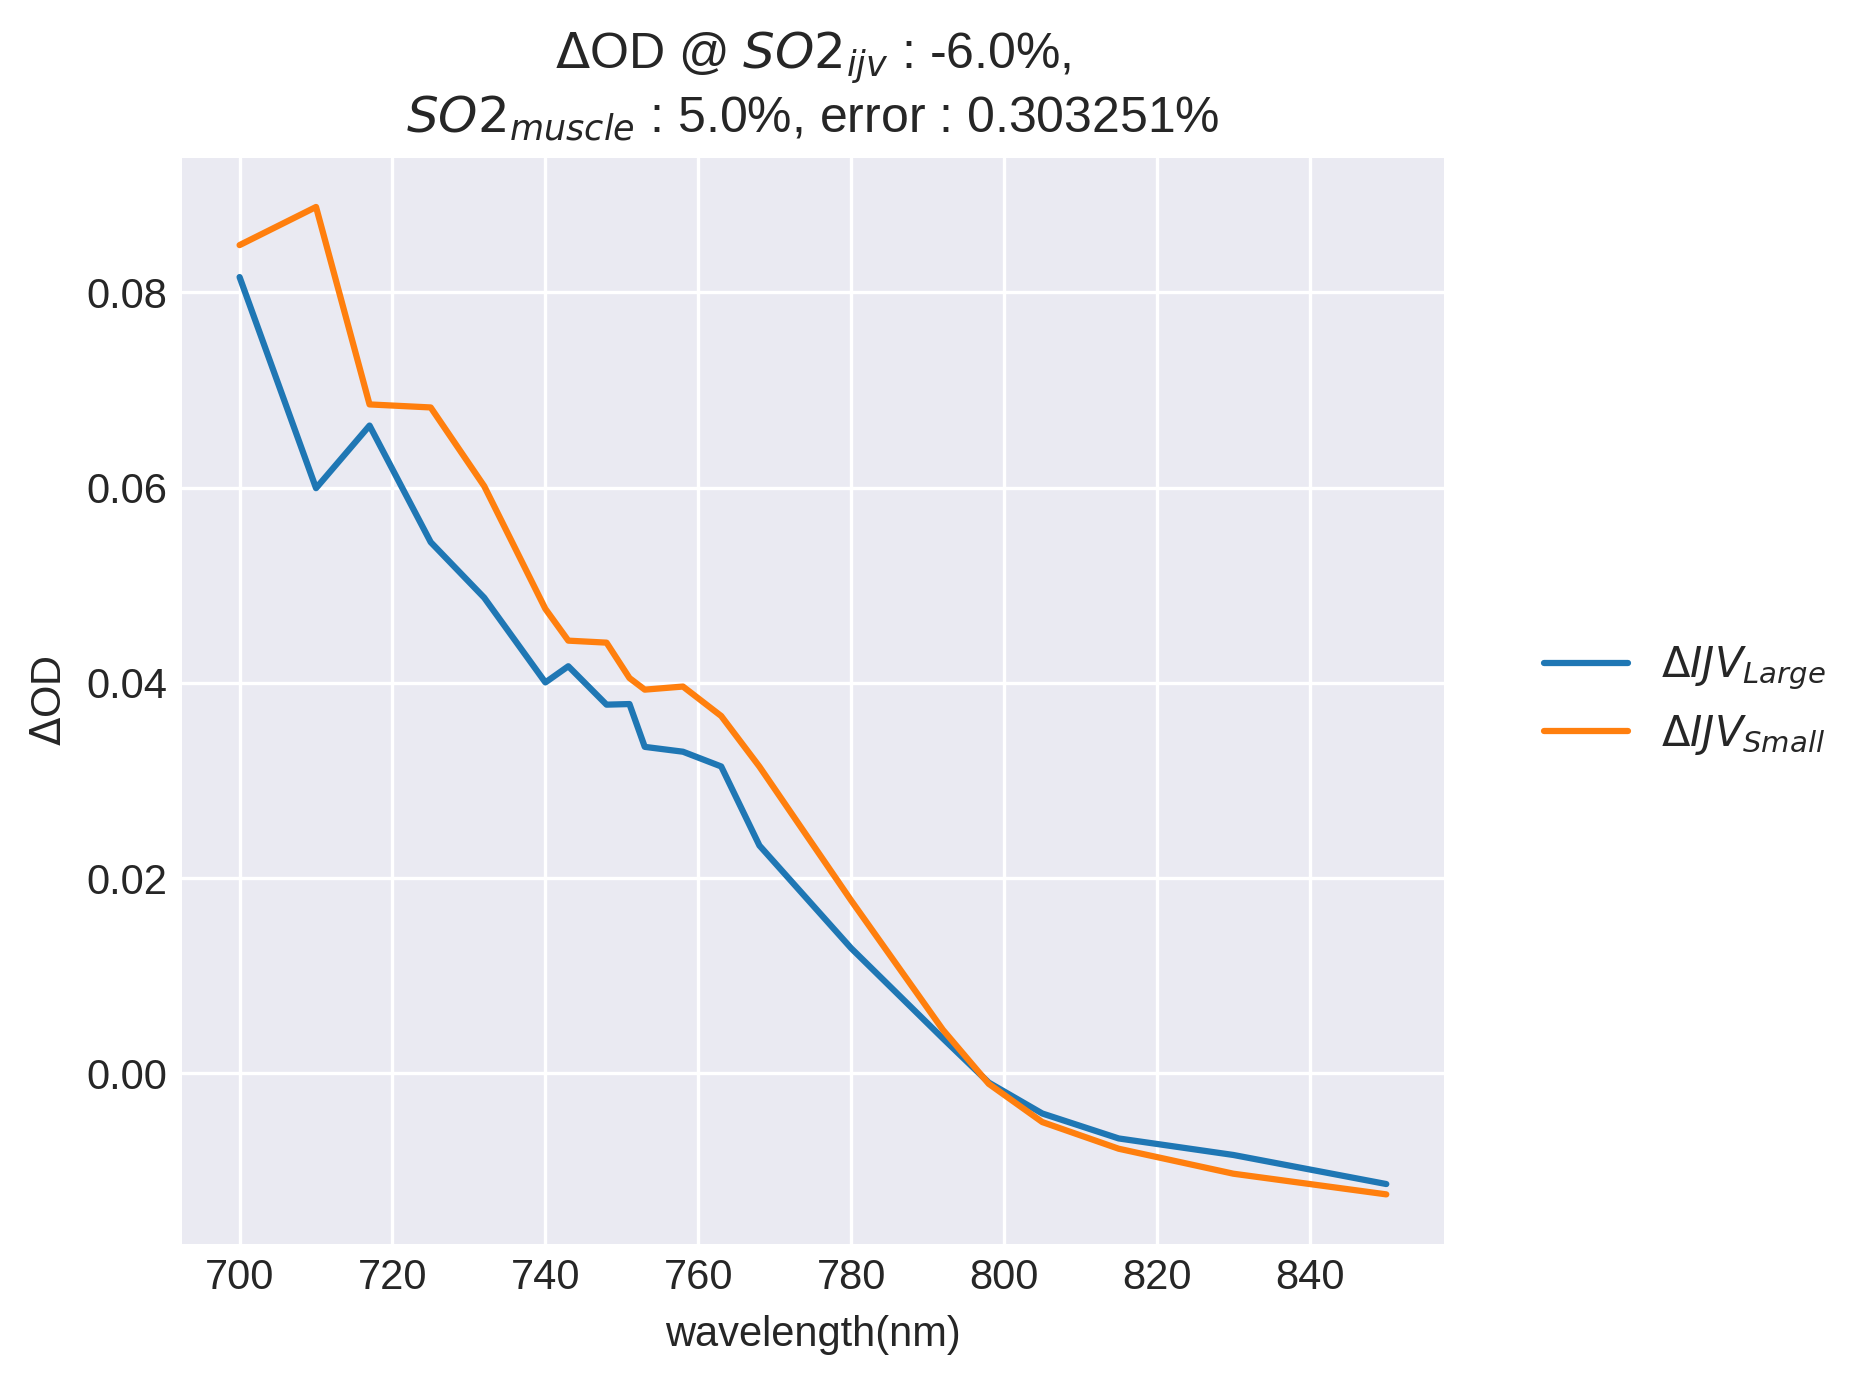 ΔOD @ SO2ijv : -6.0%,
SO2muscle : 5.0%, error : 0.303251%
0.08
0.06
0.04
0.02
0.00
ΔOD
700 720 740 760 780 800 820 840
wavelength(nm)
ΔIJVLarge
ΔIJVSmall